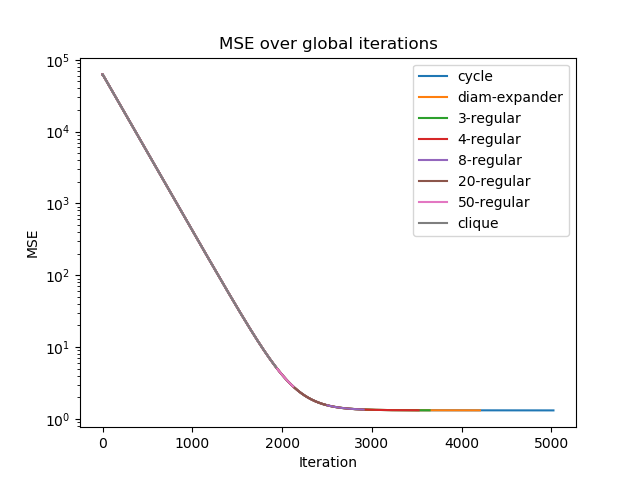 MSE over global iterations
10^5
10^4
10^3
10^2
10^1
10^0
MSE
cycle
diam-expander
3-regular
4-regular
8-regular
20-regular
50-regular
clique
0 1000 2000 3000 4000 5000
Iteration